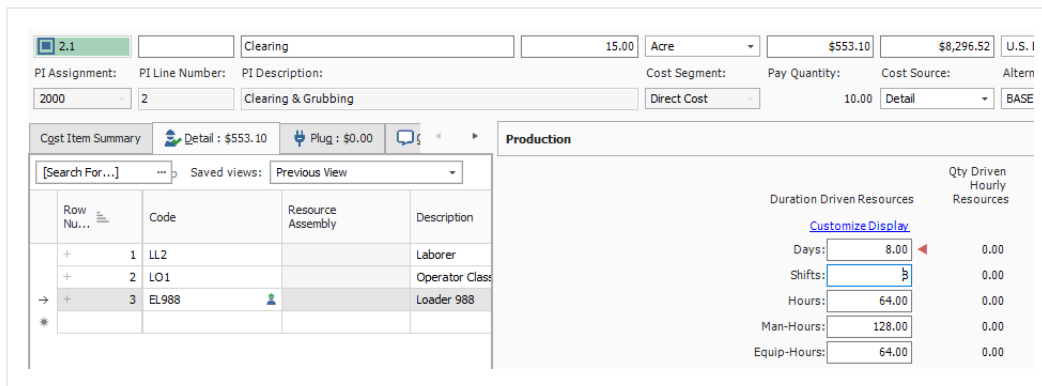 2.1 Clearing 15.00 Acre $553.10 $8,296.52 U.S.
PI Assignment: PI Line Number: PI Description: Cost Segment: Pay Quantity: Cost Source: Altern
2000 2 Clearing & Grubbing Direct Cost 10.00 Detail BASE
Cost Item Summary Detail : $553.10 Plug : $0.00
Production
[Search For...] ... Saved views: Previous View
Row Nu... Code Resource Assembly Description
1 LL2 Laborer
2 LO1 Operator Class
3 EL988 Loader 988
Qty Driven
Hourly
Duration Driven Resources Resources
Customize Display
Days: 8.00 0.00
Shifts: 0.00
Hours: 64.00 0.00
Man-Hours: 128.00 0.00
Equip-Hours: 64.00 0.00